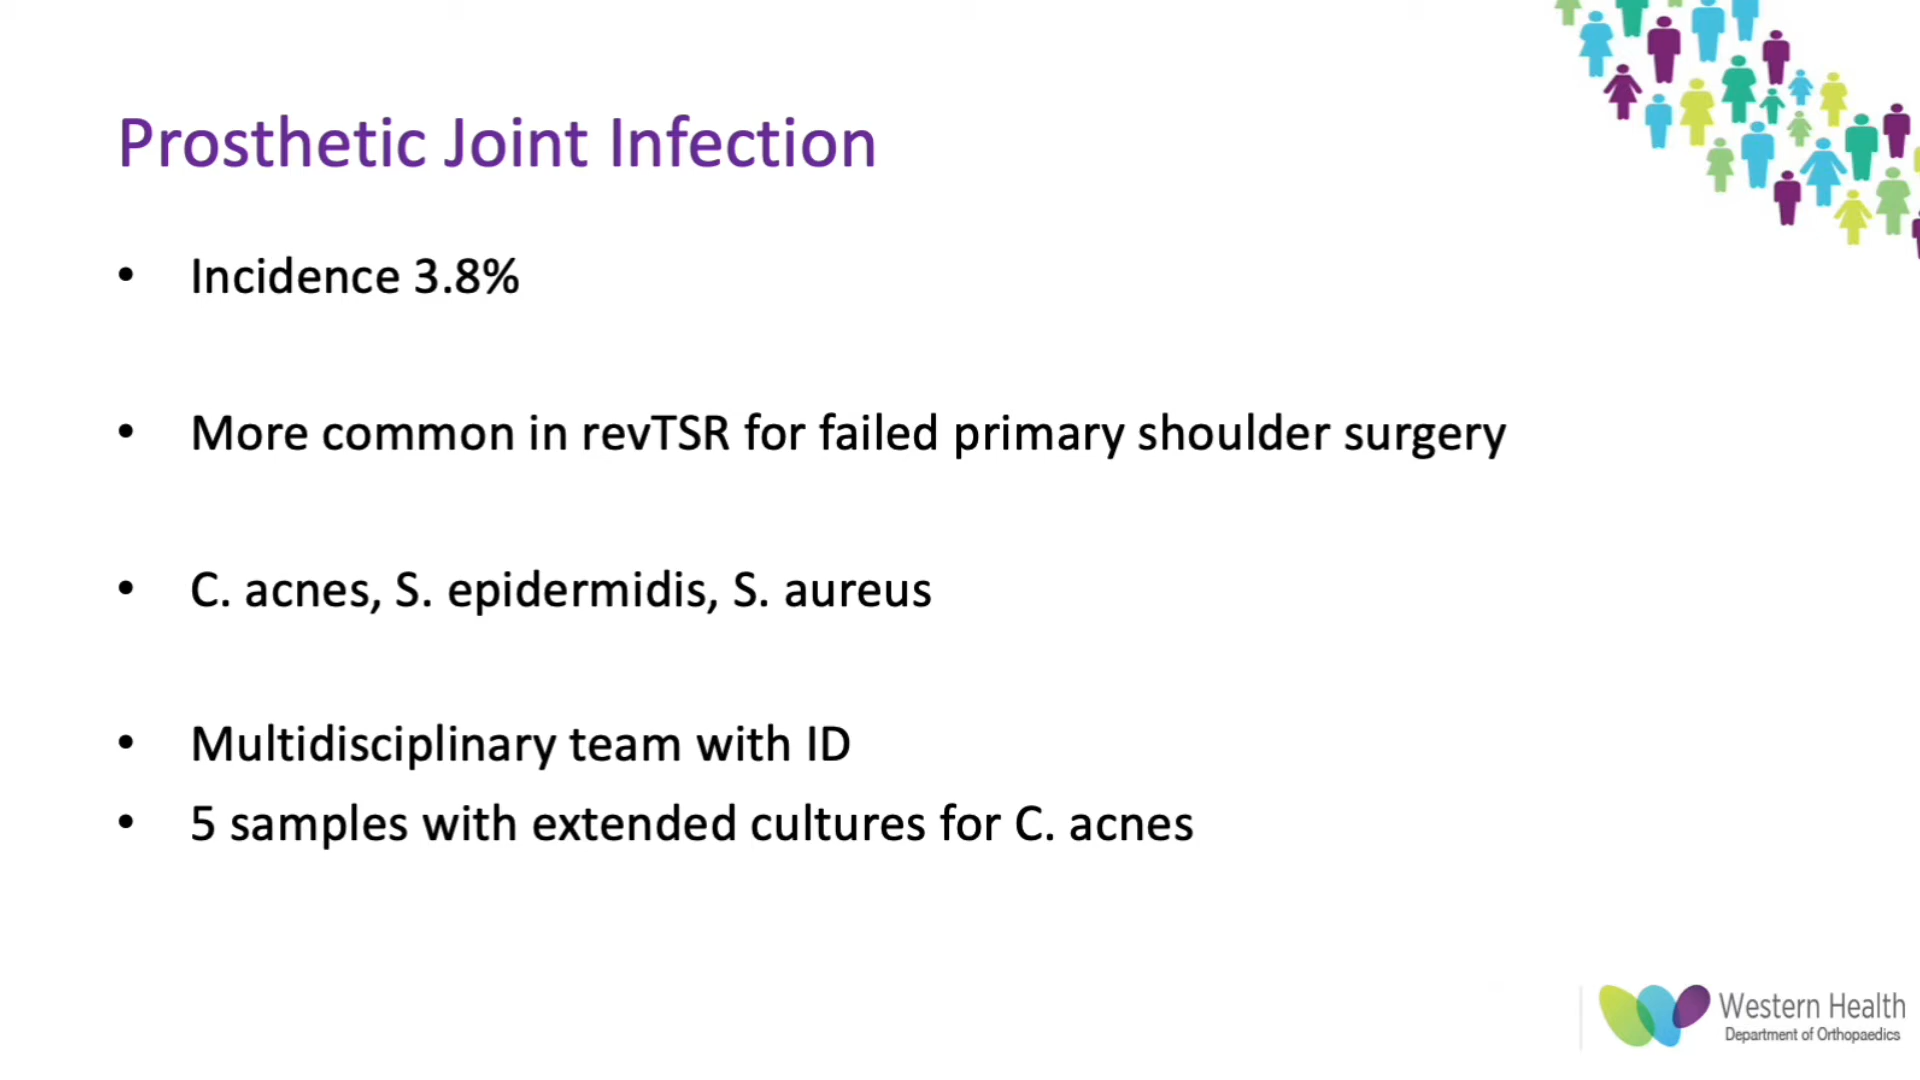 Prosthetic Joint Infection
• Incidence 3.8%
• More common in revTSR for failed primary shoulder surgery
• C. acnes, S. epidermidis, S. aureus
• Multidisciplinary team with ID
• 5 samples with extended cultures for C. acnes
Western Health
Department of Orthopaedics